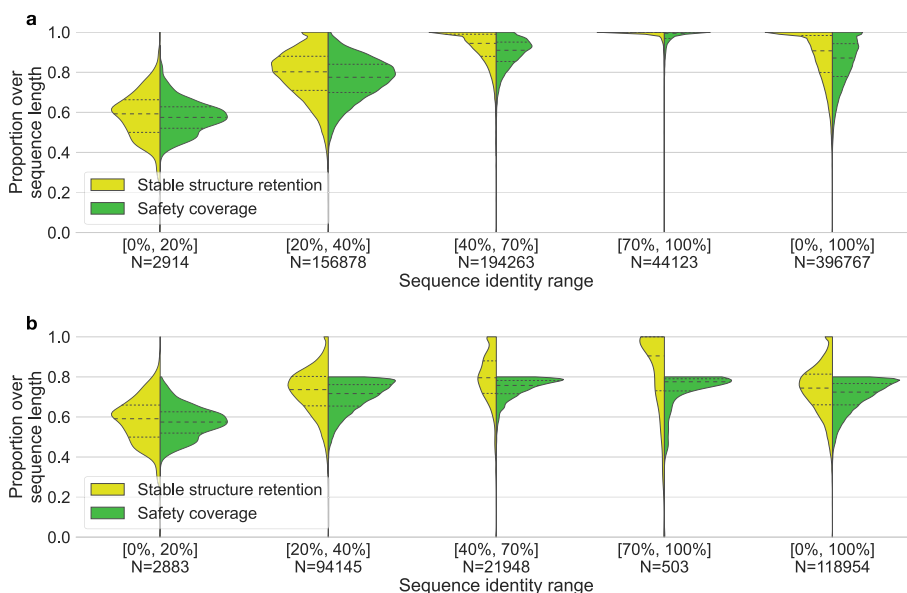 a
Proportion over
sequence length
1.0
0.8
0.6
0.4
0.2
0.0
Stable structure retention
Safety coverage
[0%, 20%] [20%, 40%] [40%, 70%] [70%, 100%] [0%, 100%]
N=2914 N=156878 N=194263 N=44123 N=396767
Sequence identity range
b
Proportion over
sequence length
1.0
0.8
0.6
0.4
0.2
0.0
Stable structure retention
Safety coverage
[0%, 20%] [20%, 40%] [40%, 70%] [70%, 100%] [0%, 100%]
N=2883 N=94145 N=21948 N=503 N=118954
Sequence identity range